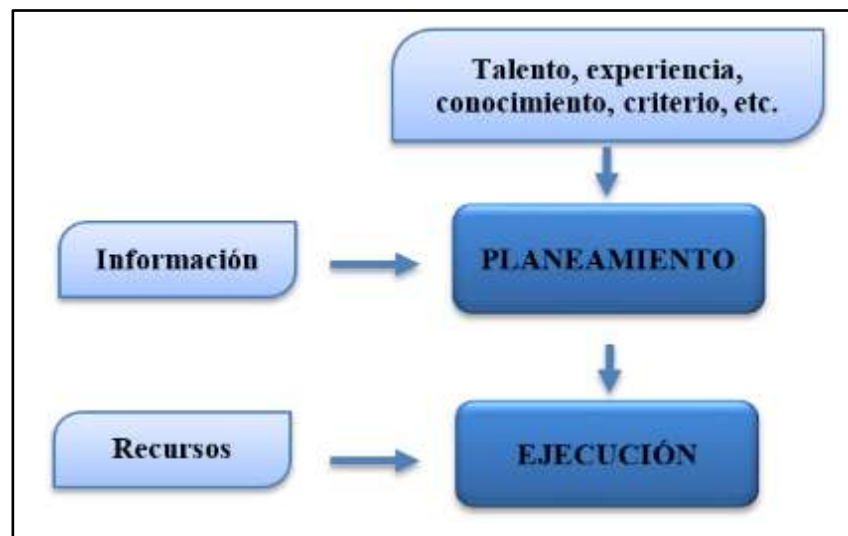 Talento, experiencia,
conocimiento, criterio, etc.
Información
PLANEAMIENTO
Recursos
EJECUCIÓN